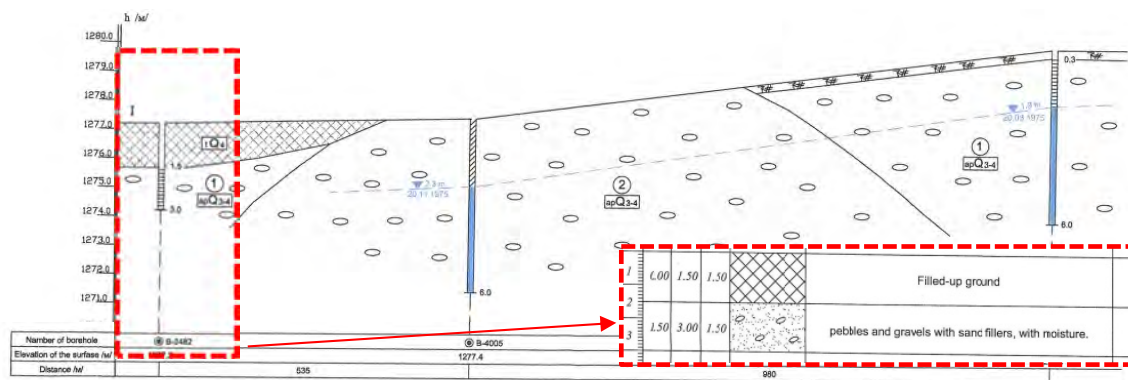 h /м/
1280.0
1279.0
1278.0
1277.0
1276.0
1275.0
1274.0
1273.0
1272.0
1271.0
I
tQ4
1.5
1
apQ3-4
3.0
2.3 m
20.11.1975
6.0
2
apQ3-4
1.9 m
20.09.1975
0.3
1
apQ3-4
6.0
1 0.00 1.50 1.50 Filled-up ground
2
3 1.50 3.00 1.50 pebbles and gravels with sand fillers, with moisture.
Namber of borehole B-2482 B-4005
Elevation of the surfase /м/ 1277.4
Distance /м/ 535 980